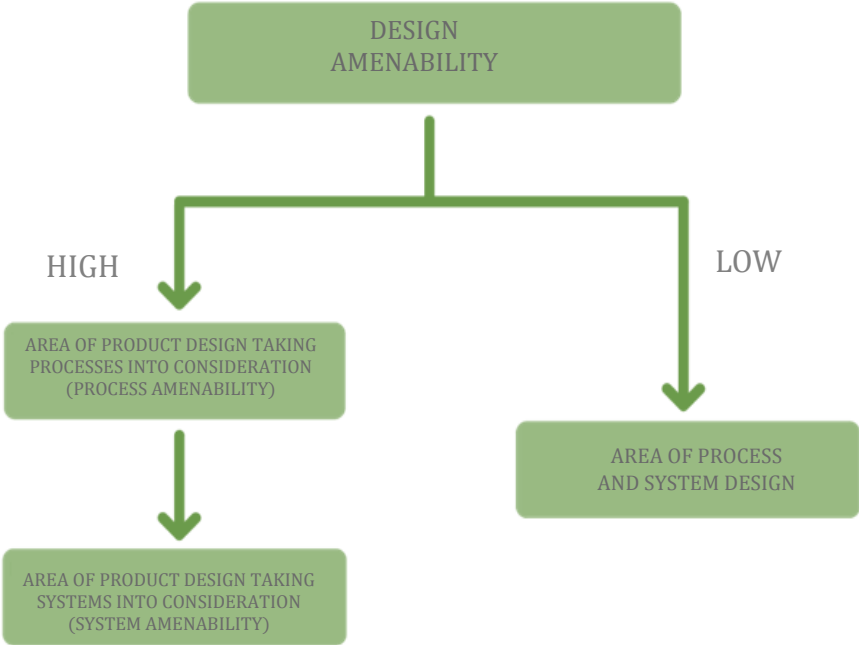 DESIGN
AMENABILITY
HIGH
LOW
AREA OF PRODUCT DESIGN TAKING
PROCESSES INTO CONSIDERATION
(PROCESS AMENABILITY)
AREA OF PROCESS
AND SYSTEM DESIGN
AREA OF PRODUCT DESIGN TAKING
SYSTEMS INTO CONSIDERATION
(SYSTEM AMENABILITY)